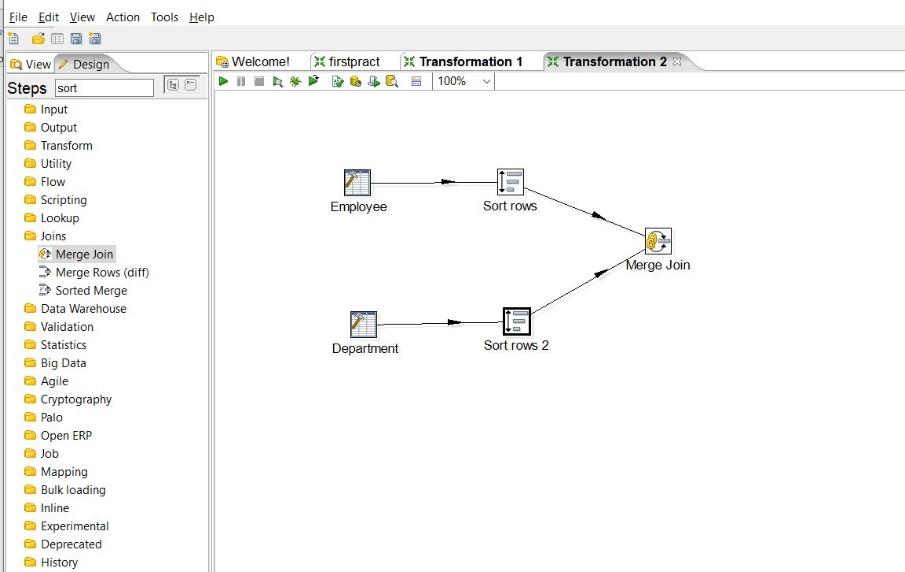 File Edit View Action Tools Help
View Design
Welcome! firstpract Transformation 1 Transformation 2
Steps sort
100%
Input
Output
Transform
Utility
Flow
Scripting
Lookup
Joins
Merge Join
Merge Rows (diff)
Sorted Merge
Data Warehouse
Validation
Statistics
Big Data
Agile
Cryptography
Palo
Open ERP
Job
Mapping
Bulk loading
Inline
Experimental
Deprecated
History
Employee
Sort rows
Merge Join
Department
Sort rows 2